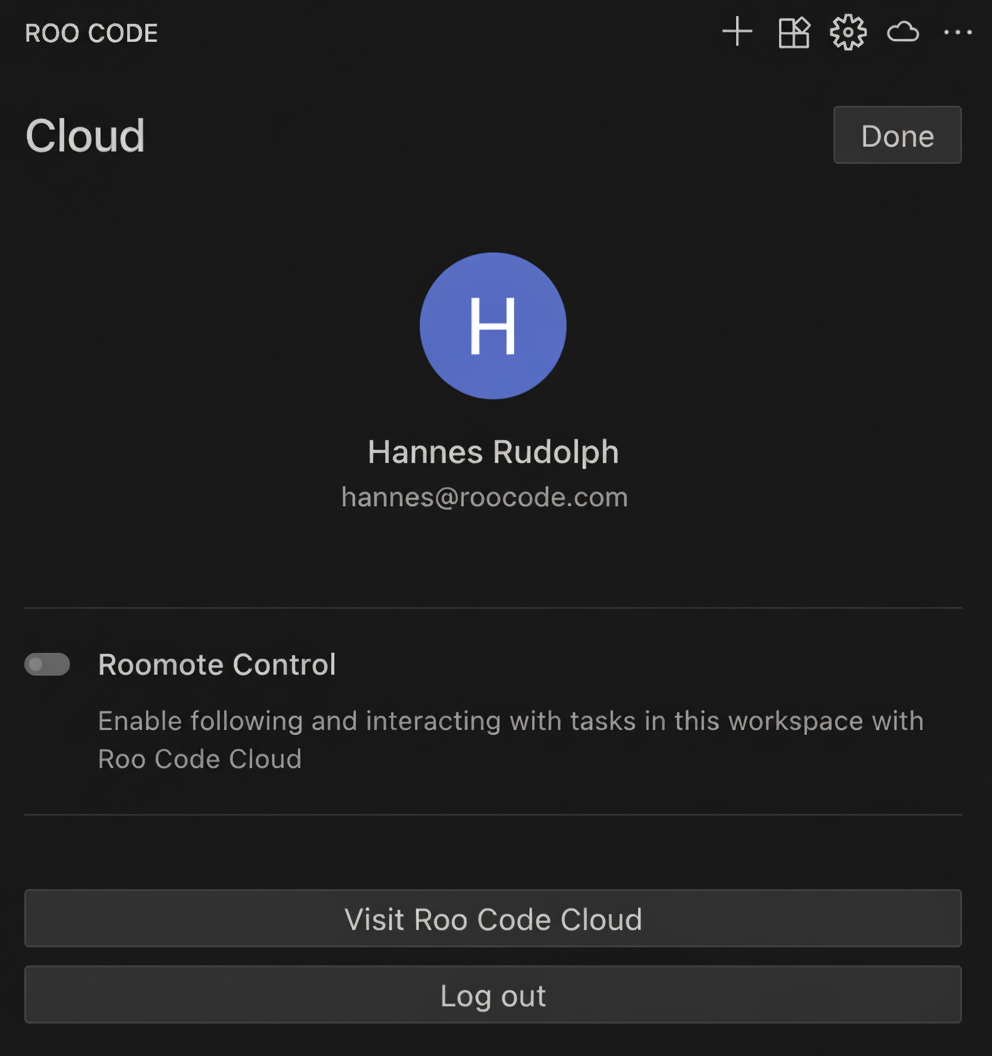 ROO CODE
Cloud
Done
H
Hannes Rudolph
hannes@roocode.com
Roomote Control
Enable following and interacting with tasks in this workspace with
Roo Code Cloud
Visit Roo Code Cloud
Log out